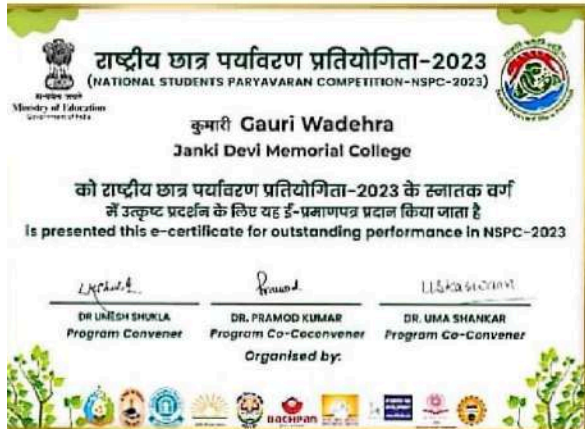 राष्ट्रीय छात्र पर्यावरण प्रतियोगिता-2023
(NATIONAL STUDENTS PARYAVARAN COMPETITION-NSPC-2023)
Ministry of Education
Government of India
कुमारी Gauri Wadehra
Janki Devi Memorial College
को राष्ट्रीय छात्र पर्यावरण प्रतियोगिता-2023 के स्नातक वर्ग
में उत्कृष्ट प्रदर्शन के लिए यह ई-प्रमाणपत्र प्रदान किया जाता है
is presented this e-certificate for outstanding performance in NSPC-2023
DR UMESH SHUKLA
Program Convener
DR. PRAMOD KUMAR
Program Co-Coconvener
DR. UMA SHANKAR
Program Co-Convener
Organised by:
BACHPAN